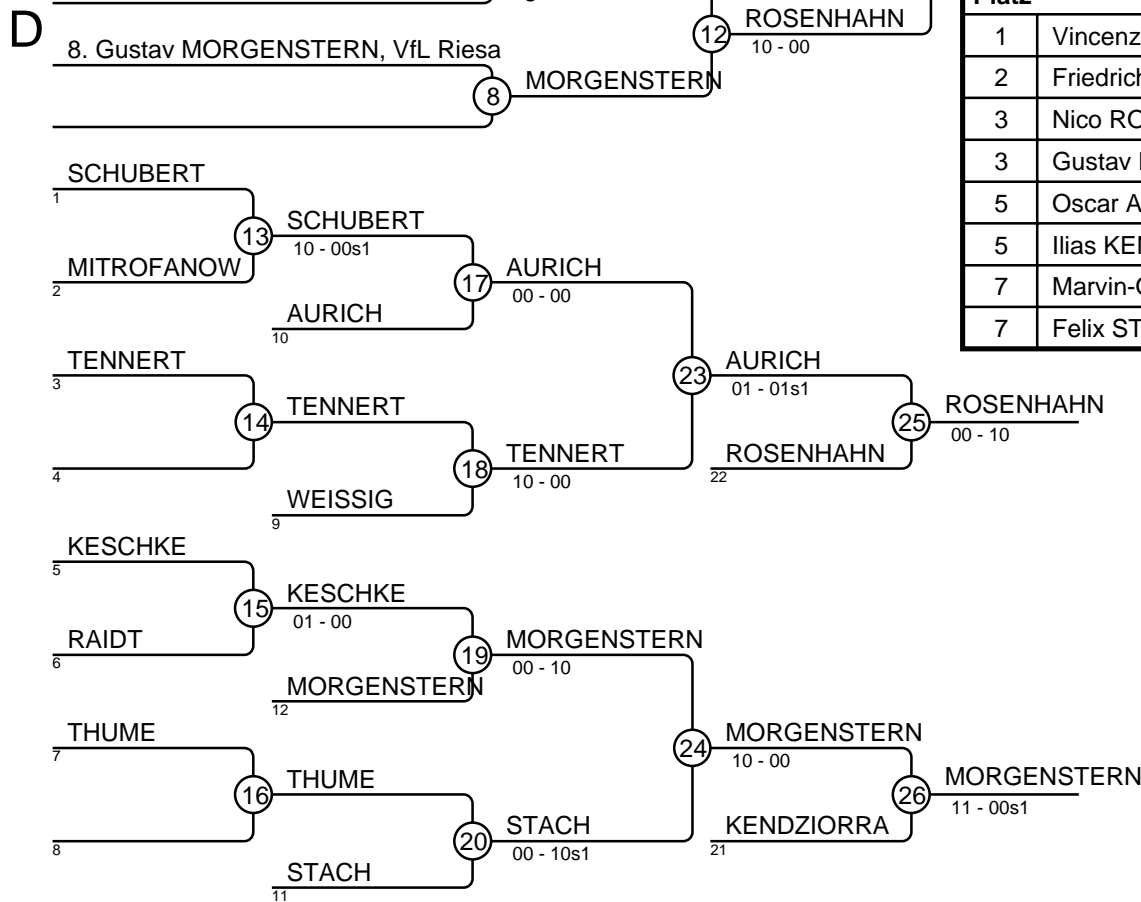 D
8. Gustav MORGENSTERN, VfL Riesa
8
MORGENSTERN
12
ROSENHAHN
10 - 00
Platz
1 Vincenz
2 Friedrich
3 Nico RO
3 Gustav
5 Oscar A
5 Ilias KE
7 Marvin-
7 Felix ST
SCHUBERT
1
MITROFANOW
2
13
SCHUBERT
10 - 00s1
AURICH
10
17
AURICH
00 - 00
TENNERT
3
4
14
TENNERT
WEISSIG
9
18
TENNERT
10 - 00
23
AURICH
01 - 01s1
ROSENHAHN
22
25
ROSENHAHN
00 - 10
KESCHKE
5
RAIDT
6
15
KESCHKE
01 - 00
MORGENSTERN
12
19
MORGENSTERN
00 - 10
THUME
7
8
16
THUME
STACH
11
20
STACH
00 - 10s1
24
MORGENSTERN
10 - 00
KENDZIORRA
21
26
MORGENSTERN
11 - 00s1